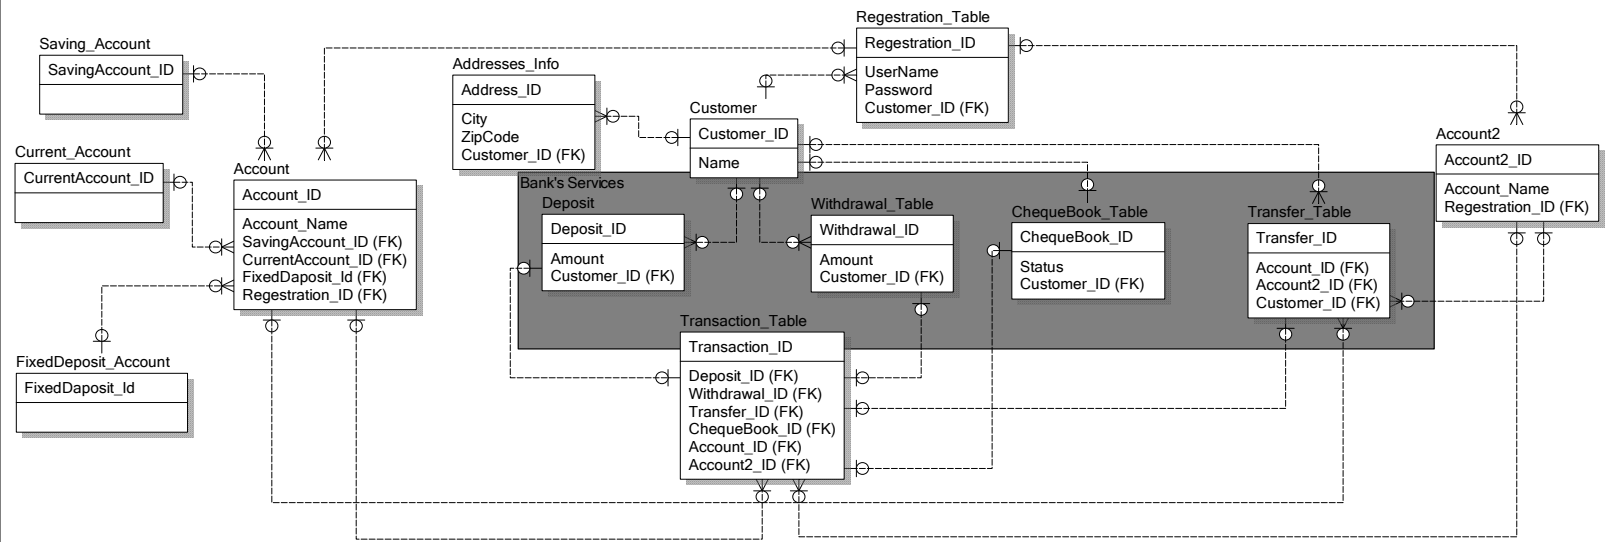 Regestration_Table
Regestration_ID
UserName
Password
Customer_ID (FK)
Saving_Account
SavingAccount_ID
Addresses_Info
Address_ID
City
ZipCode
Customer_ID (FK)
Customer
Customer_ID
Name
Account2
Account2_ID
Account_Name
Regestration_ID (FK)
Current_Account
CurrentAccount_ID
Account
Account_ID
Account_Name
SavingAccount_ID (FK)
CurrentAccount_ID (FK)
FixedDaposit_Id (FK)
Regestration_ID (FK)
Bank's Services
Deposit
Deposit_ID
Amount
Customer_ID (FK)
Withdrawal_Table
Withdrawal_ID
Amount
Customer_ID (FK)
ChequeBook_Table
ChequeBook_ID
Status
Customer_ID (FK)
Transfer_Table
Transfer_ID
Account_ID (FK)
Account2_ID (FK)
Customer_ID (FK)
Transaction_Table
Transaction_ID
Deposit_ID (FK)
Withdrawal_ID (FK)
Transfer_ID (FK)
ChequeBook_ID (FK)
Account_ID (FK)
Account2_ID (FK)
FixedDeposit_Account
FixedDaposit_Id